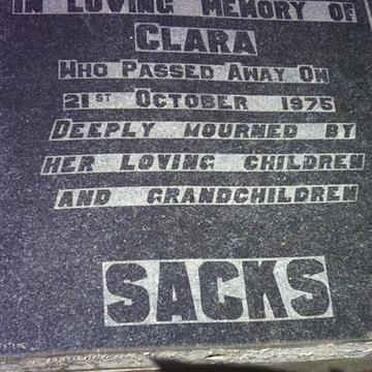 IN LOVING MEMORY OF
CLARA
WHO PASSED AWAY ON
21ST OCTOBER 1975
DEEPLY MOURNED BY
HER LOVING CHILDREN
AND GRANDCHILDREN
SACKS